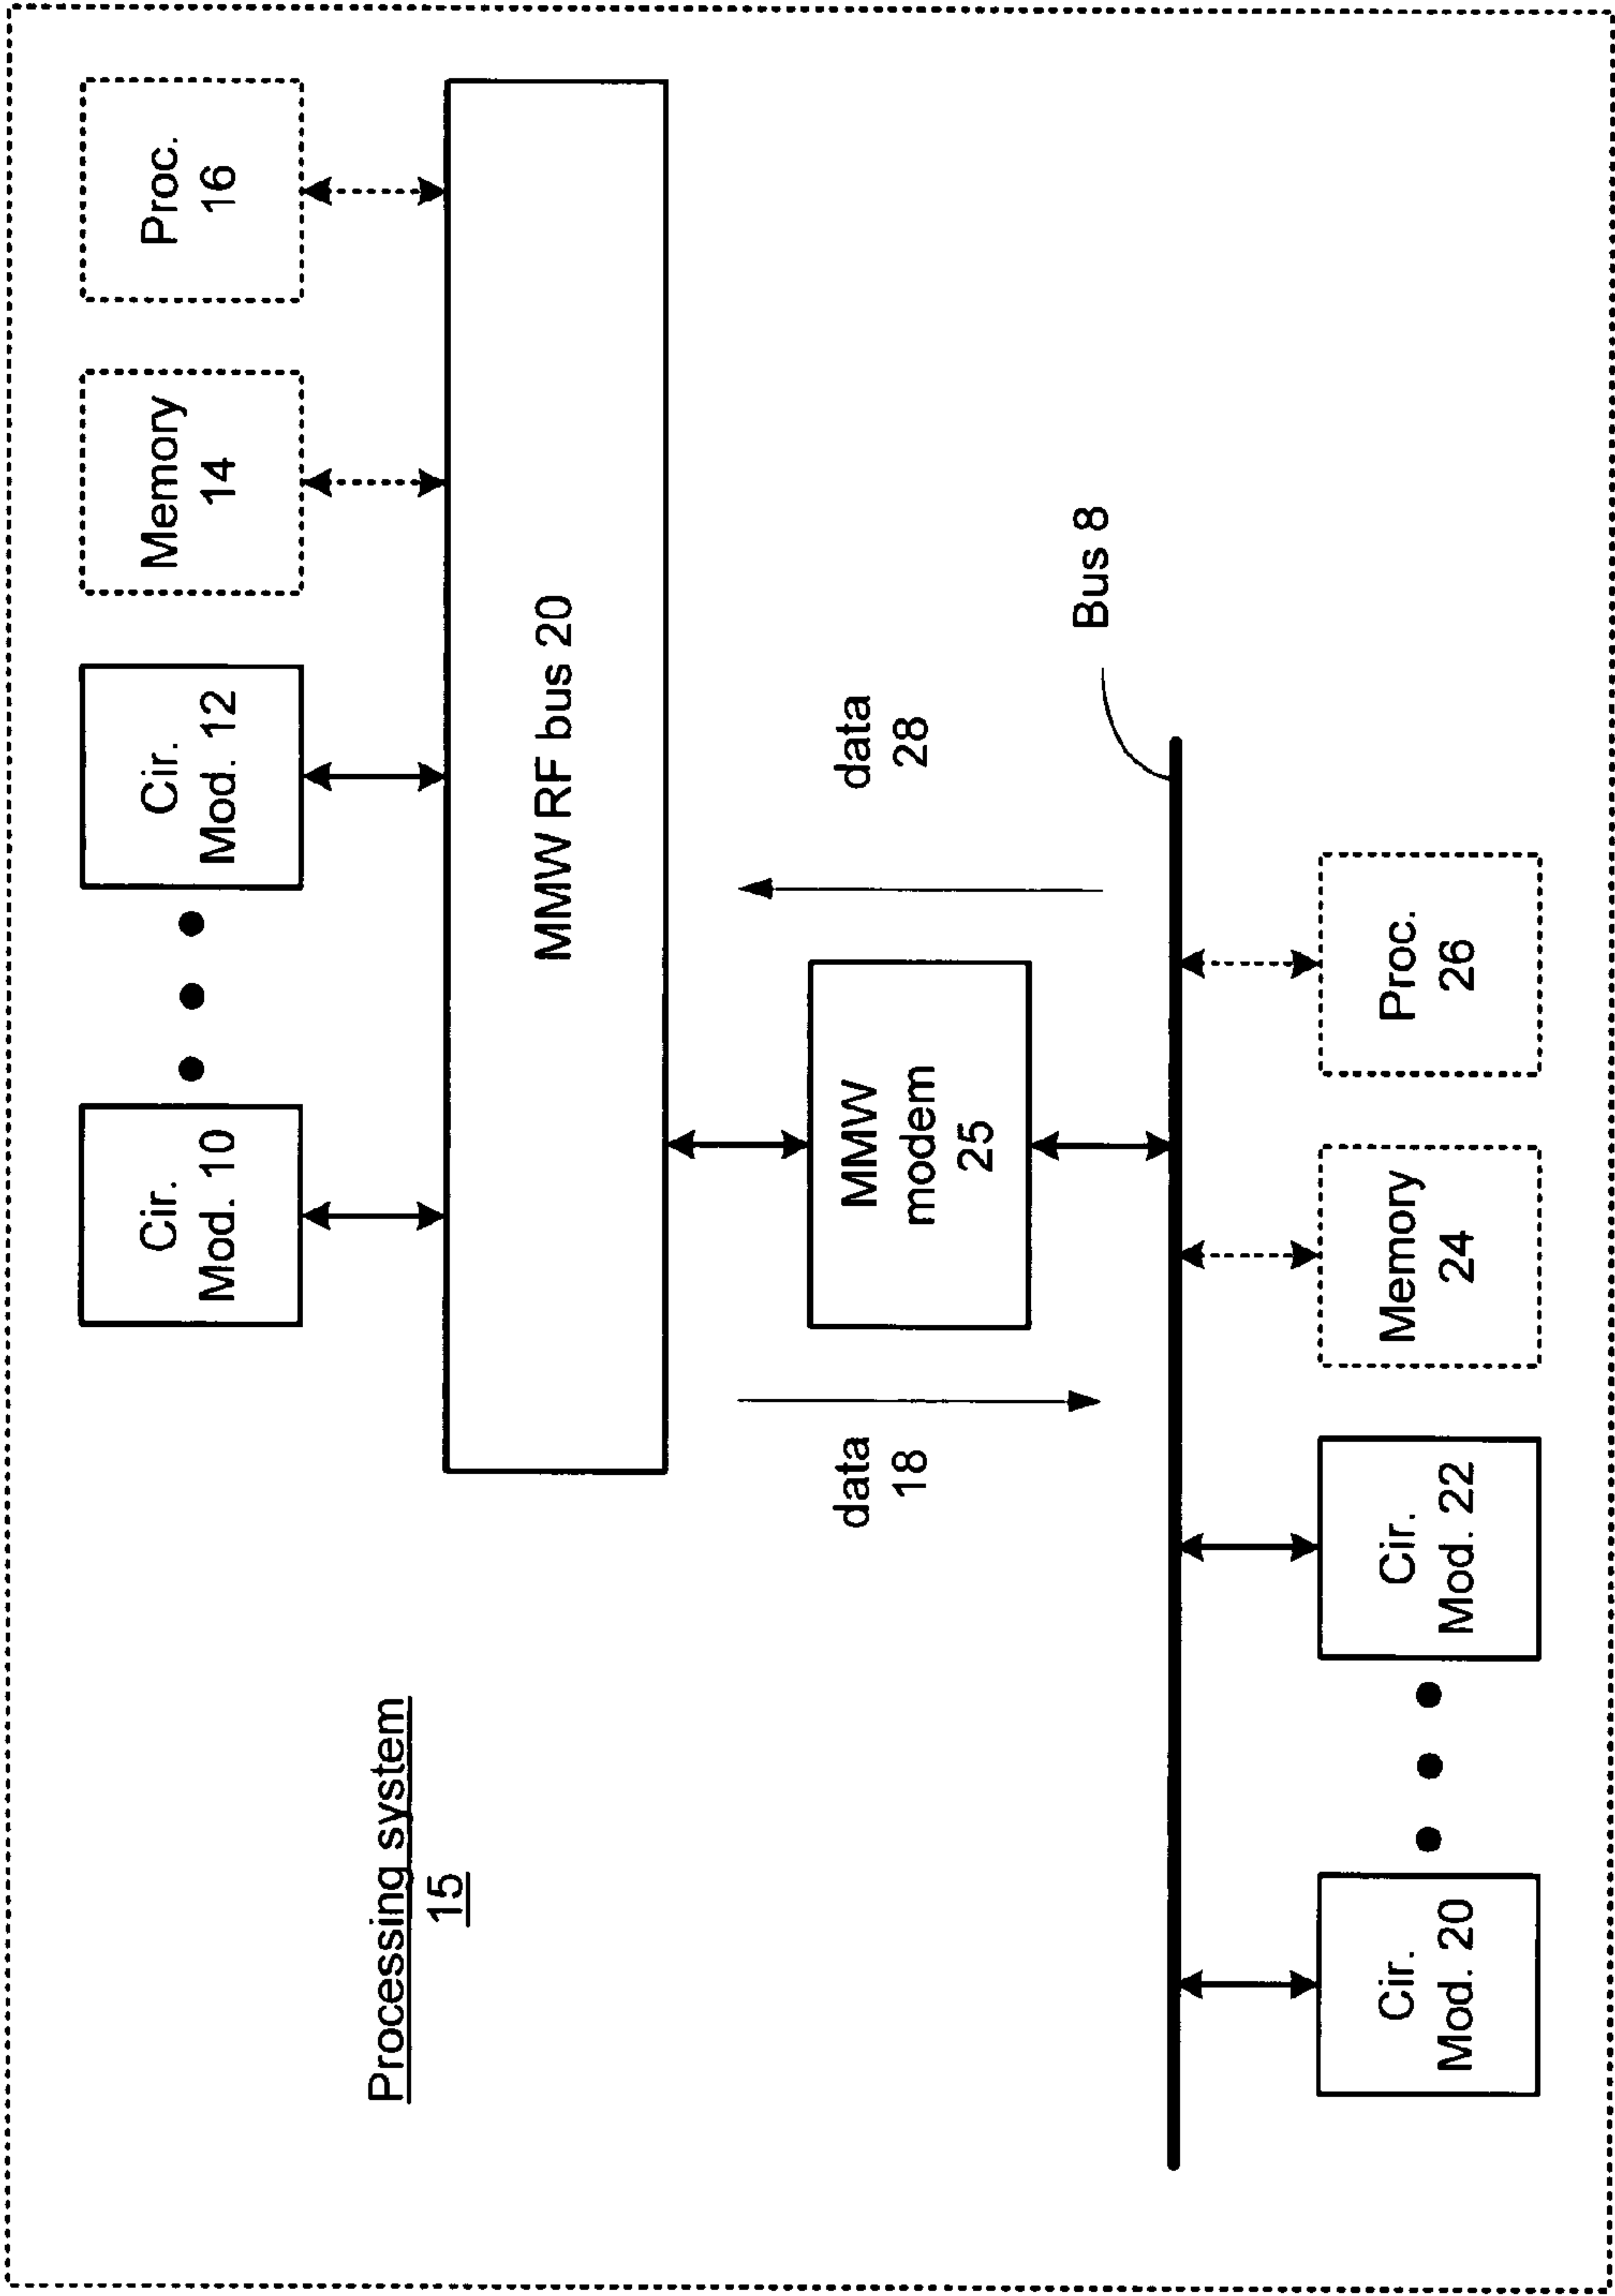 Processing system
15
Cir.
Mod. 10
Cir.
Mod. 12
Memory
14
Proc.
16
MMW RF bus 20
data
18
MMW
modem
25
data
28
Bus 8
Cir.
Mod. 20
Cir.
Mod. 22
Memory
24
Proc.
26